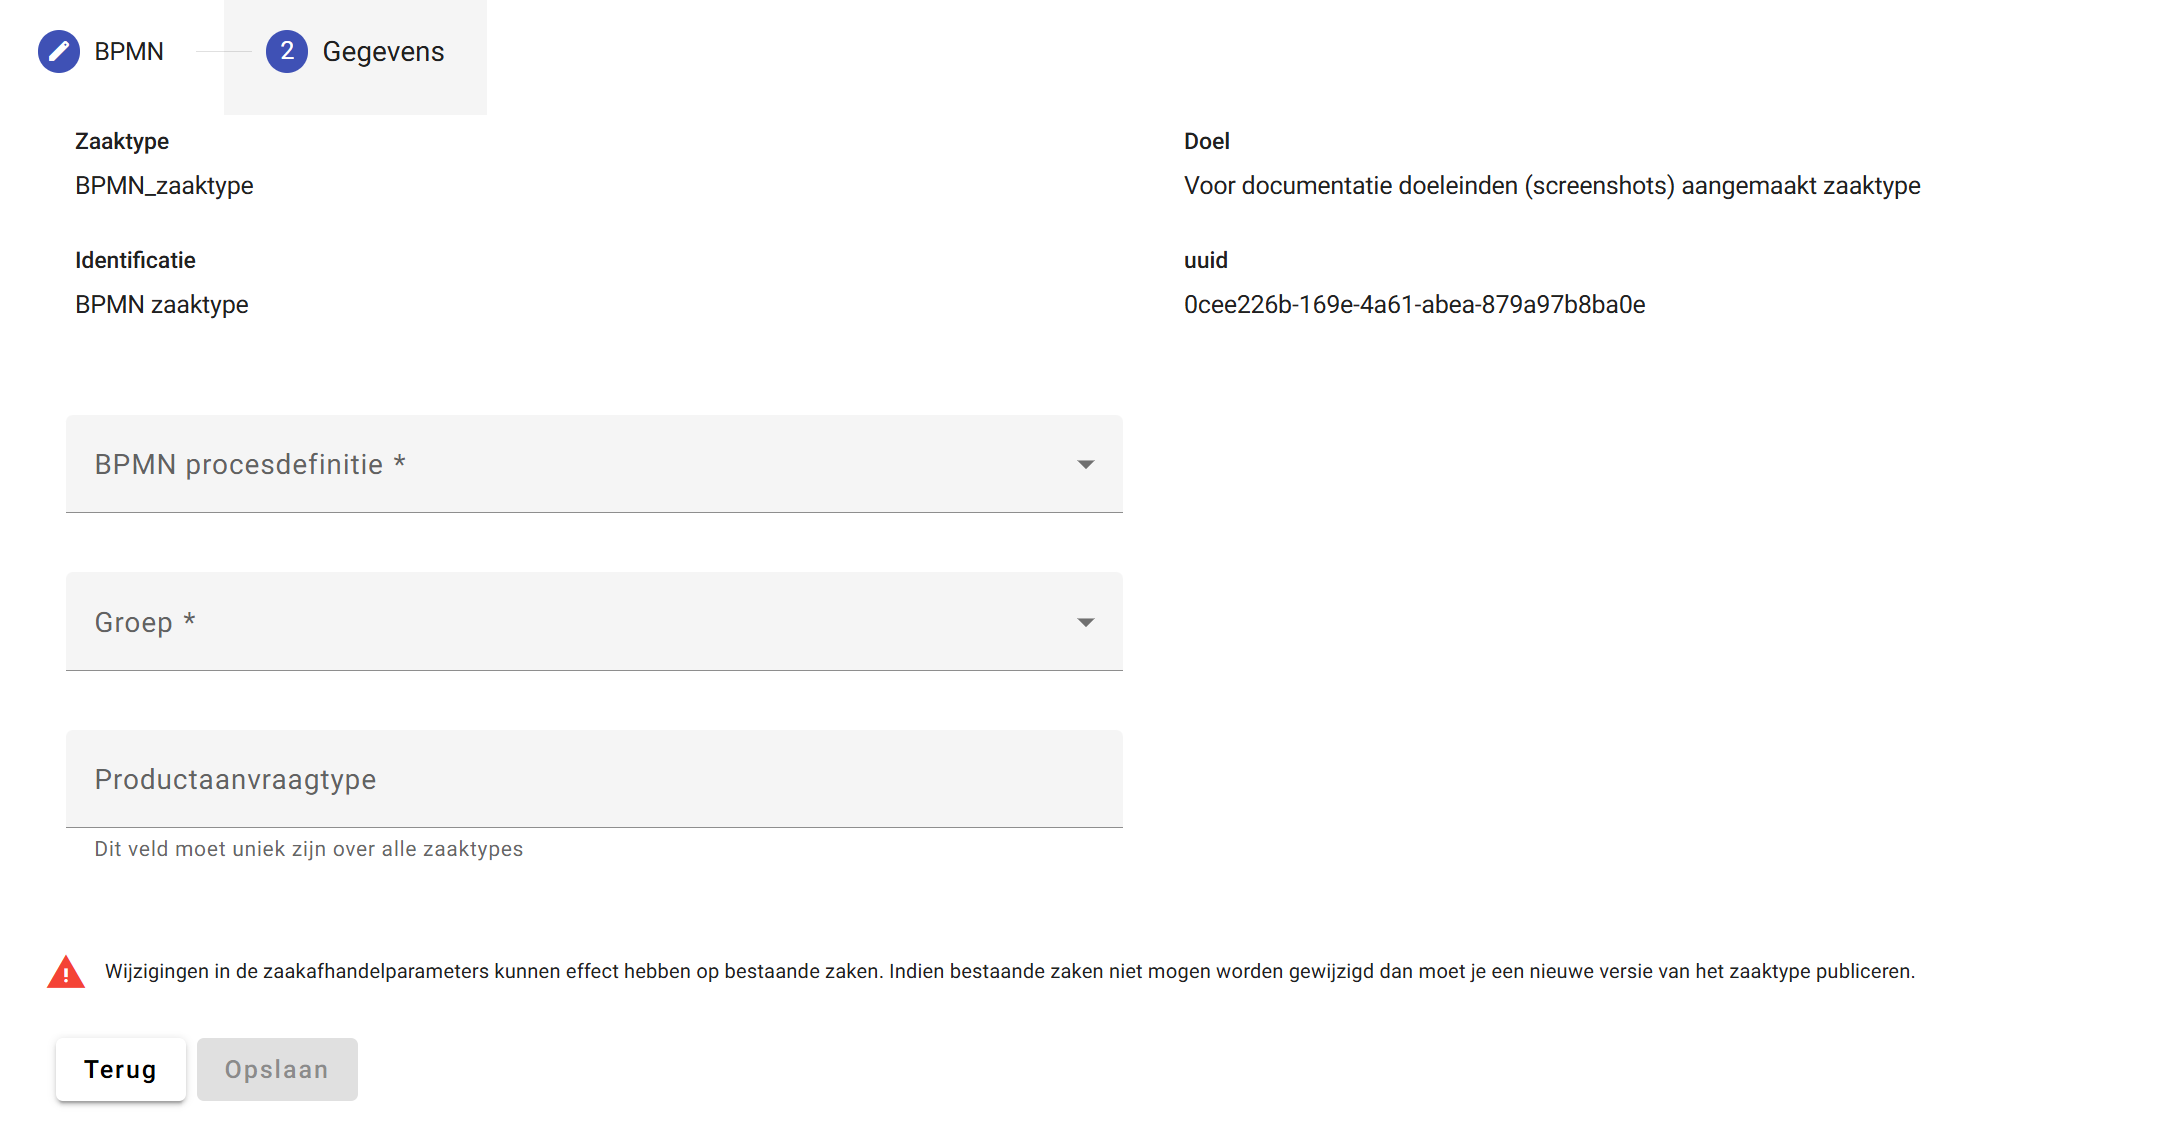 BPMN
2 Gegevens
Zaaktype
BPMN_zaaktype
Doel
Voor documentatie doeleinden (screenshots) aangemaakt zaaktype
Identificatie
BPMN zaaktype
uuid
0cee226b-169e-4a61-abea-879a97b8ba0e
BPMN procesdefinitie *
Groep *
Productaanvraagtype
Dit veld moet uniek zijn over alle zaaktypes
Wijzigingen in de zaakafhandelparameters kunnen effect hebben op bestaande zaken. Indien bestaande zaken niet mogen worden gewijzigd dan moet je een nieuwe versie van het zaaktype publiceren.
Terug
Opslaan